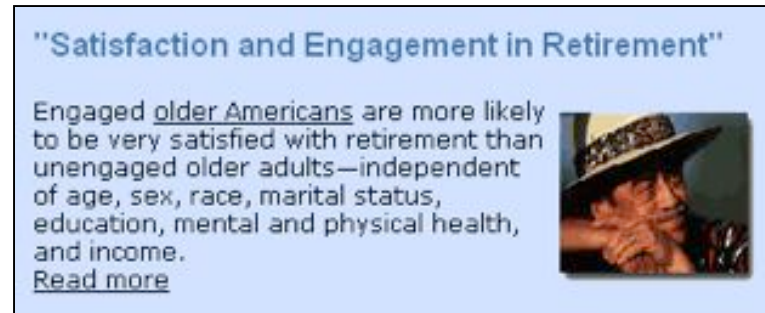 "Satisfaction and Engagement in Retirement"
Engaged older Americans are more likely
to be very satisfied with retirement than
unengaged older adults—independent
of age, sex, race, marital status,
education, mental and physical health,
and income.
Read more